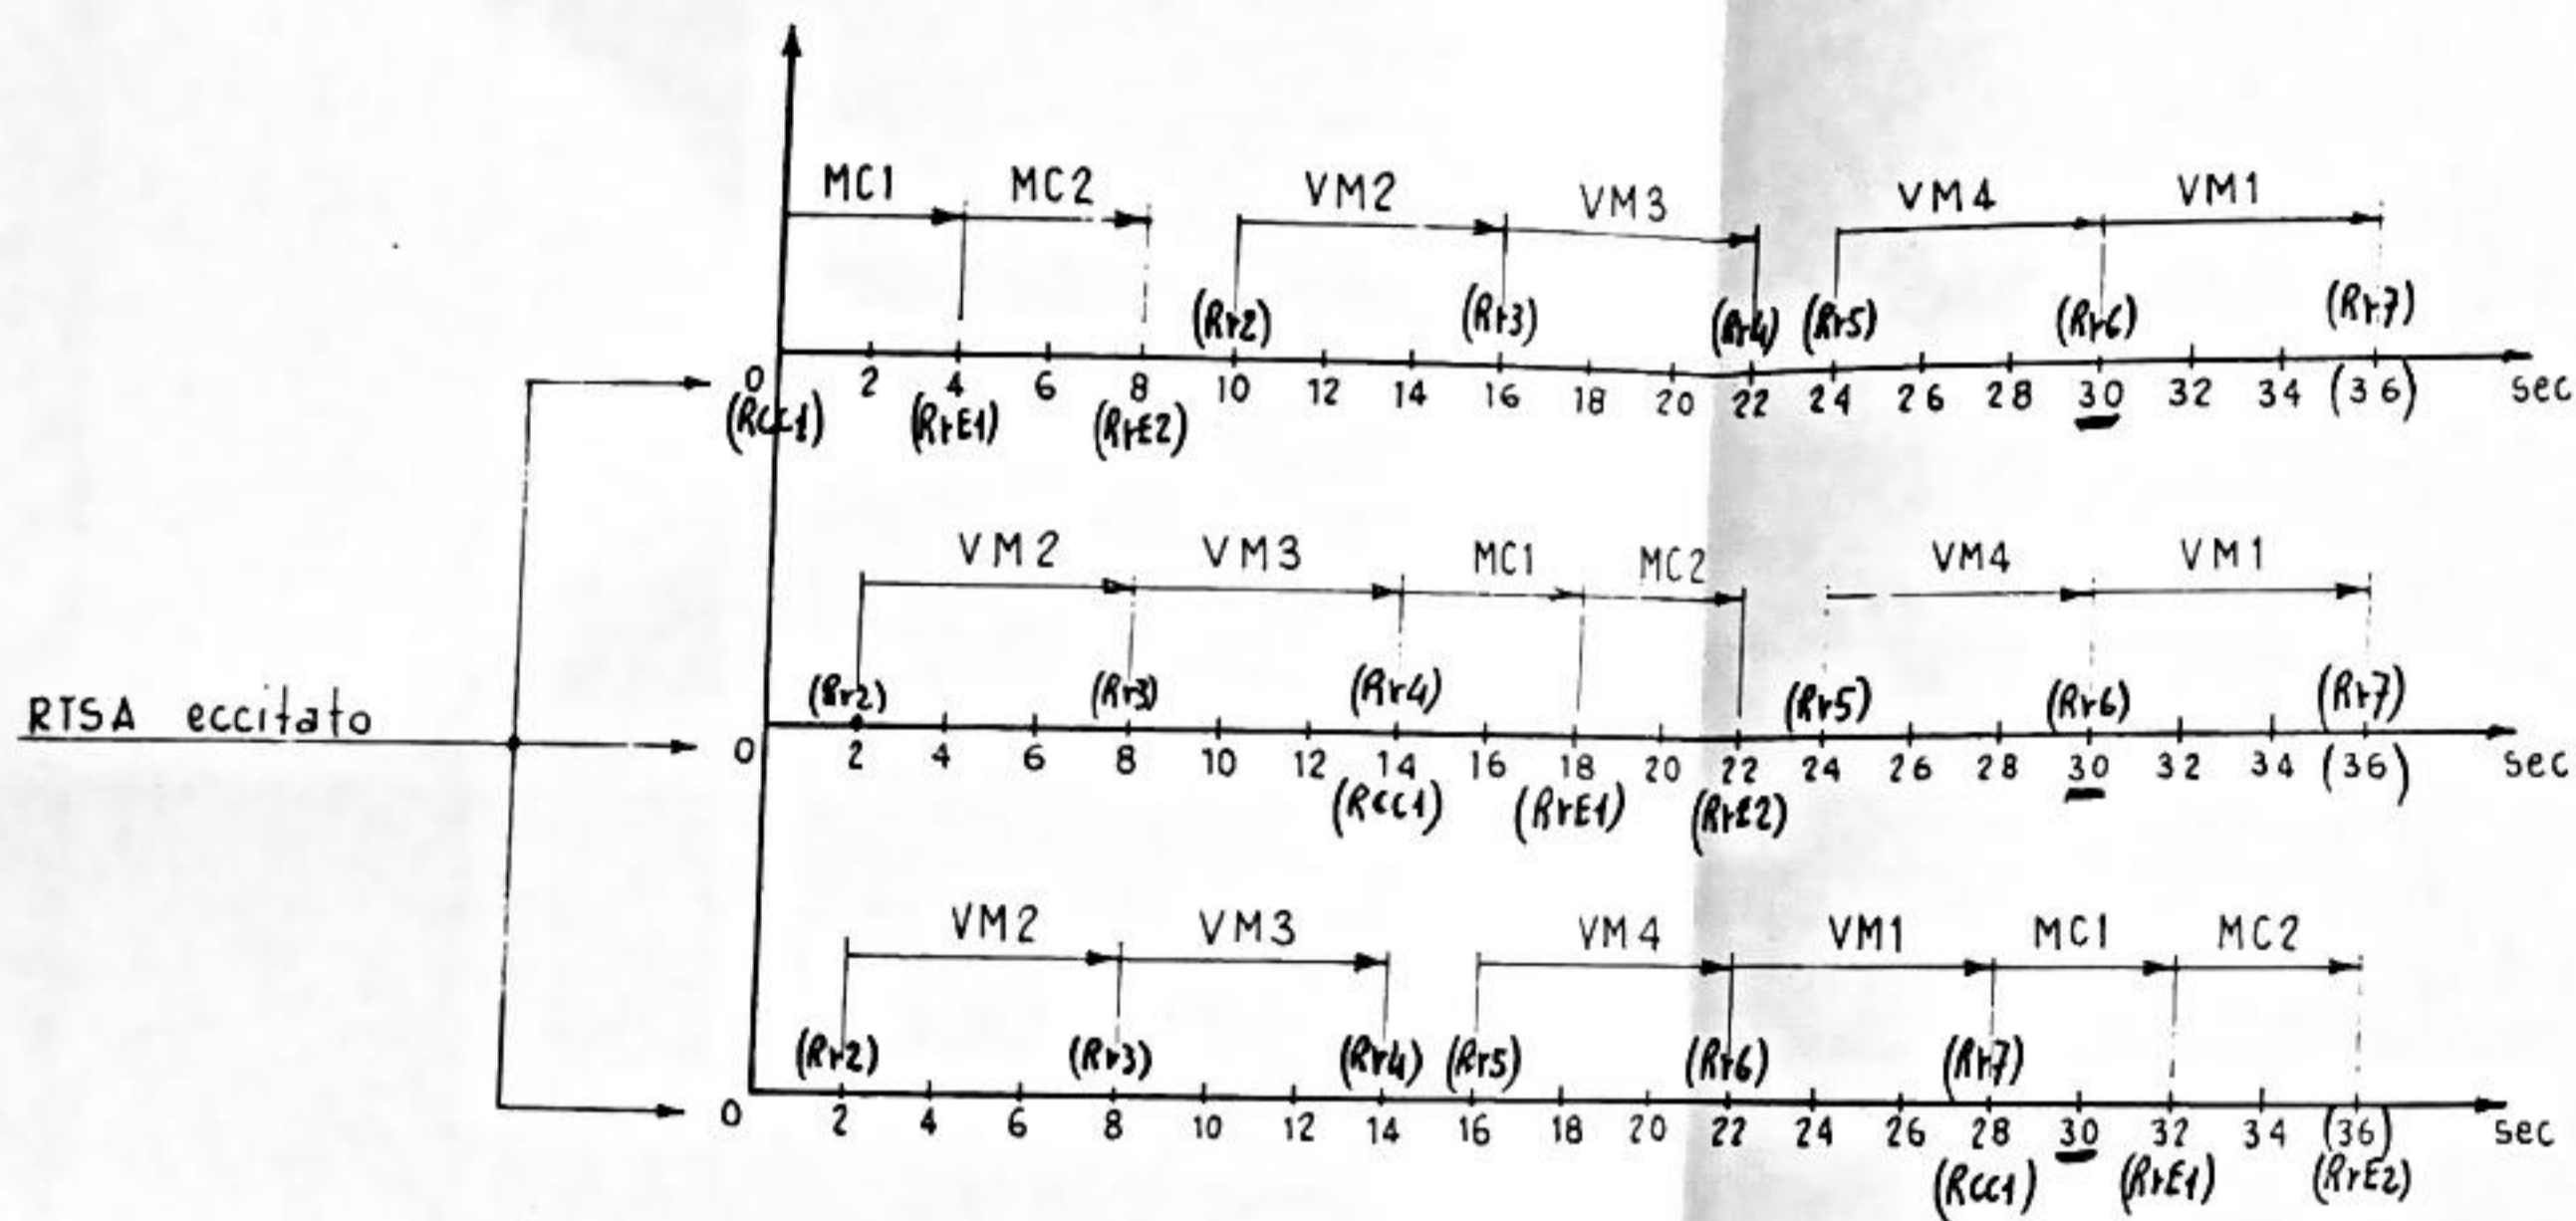 MC1 MC2 VM2 VM3 VM4 VM1
(Rr2) (Rr3) (Rr4) (Rr5) (Rr6) (Rr7)
0 2 4 6 8 10 12 14 16 18 20 22 24 26 28 30 32 34 (36) sec
(RCC1) (RrE1) (RrE2)
VM2 VM3 MC1 MC2 VM4 VM1
(Rr2) (Rr3) (Rr4) (Rr5) (Rr6) (Rr7)
RTSA eccitato
0 2 4 6 8 10 12 14 16 18 20 22 24 26 28 30 32 34 (36) sec
(RCC1) (RrE1) (RrE2)
VM2 VM3 VM4 VM1 MC1 MC2
(Rr2) (Rr3) (Rr4) (Rr5) (Rr6) (Rr7)
0 2 4 6 8 10 12 14 16 18 20 22 24 26 28 30 32 34 (36) sec
(RCC1) (RrE1) (RrE2)